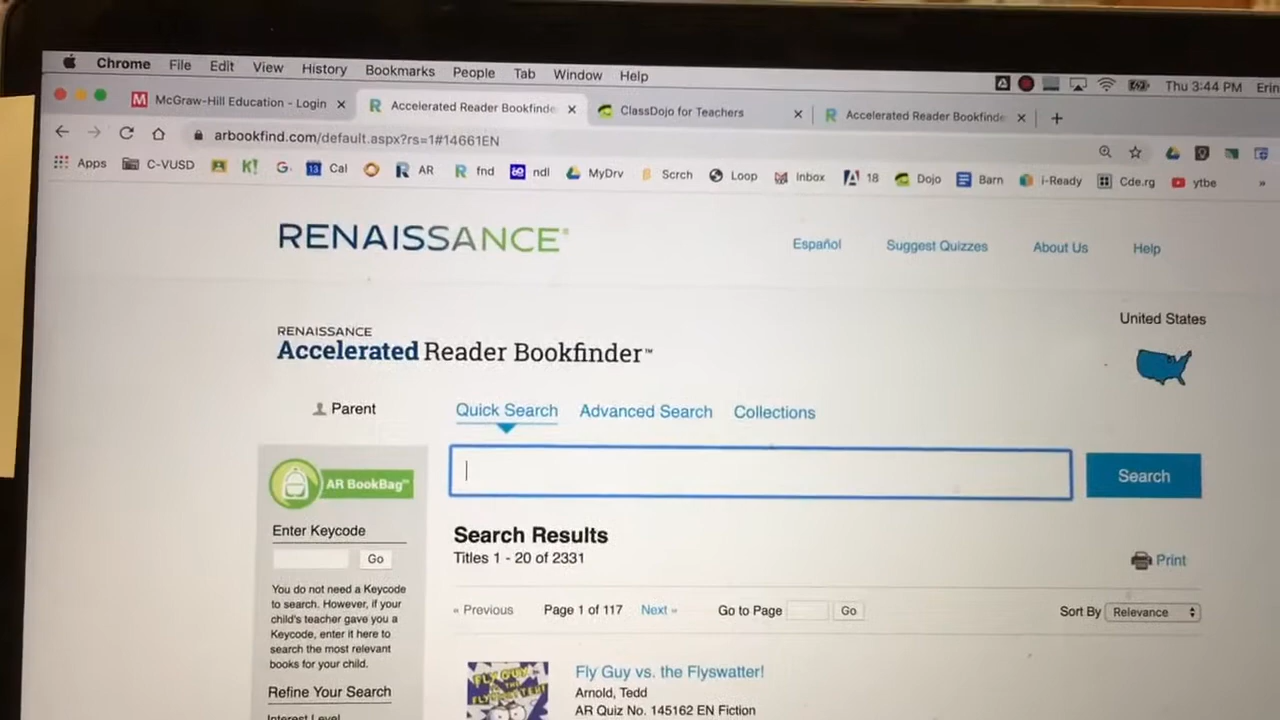 Chrome File Edit View History Bookmarks People Tab Window Help Thu 3:44 PM Erin
McGraw-Hill Education - Login Accelerated Reader Bookfinde ClassDojo for Teachers Accelerated Reader Bookfinde
arbookfind.com/default.aspx?rs=1#14661EN
Apps C-VUSD K! G. 13 Cal AR fnd ndl MyDrv Scrch Loop Inbox 18 Dojo Barn i-Ready Cde.rg ytbe »
RENAISSANCE®
Español Suggest Quizzes About Us Help
United States
RENAISSANCE
Accelerated Reader Bookfinder™
Parent
Quick Search Advanced Search Collections
AR BookBag™
Search
Enter Keycode
Go
You do not need a Keycode
to search. However, if your
child's teacher gave you a
Keycode, enter it here to
search the most relevant
books for your child.
Refine Your Search
Interest Level
Search Results
Titles 1 - 20 of 2331
Print
« Previous Page 1 of 117 Next » Go to Page Go Sort By Relevance
FLY GUY
Fly Guy vs. the Flyswatter!
Arnold, Tedd
AR Quiz No. 145162 EN Fiction